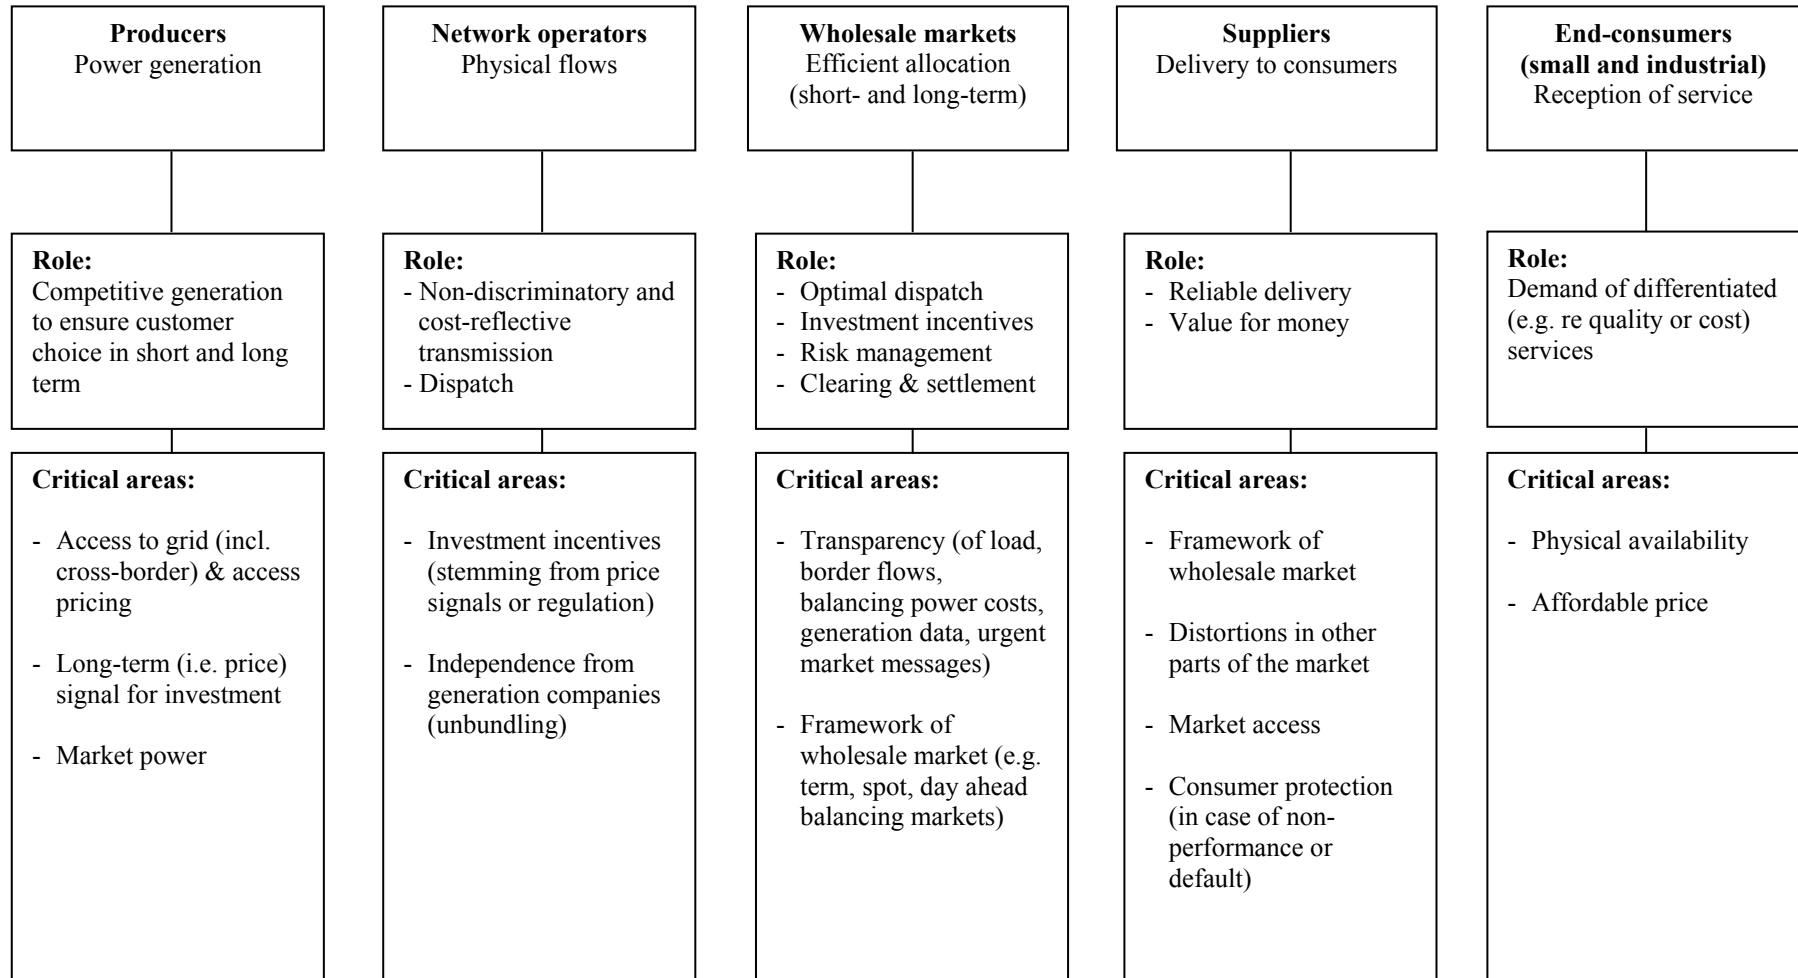 Producers
Power generation
Network operators
Physical flows
Wholesale markets
Efficient allocation
(short- and long-term)
Suppliers
Delivery to consumers
End-consumers
(small and industrial)
Reception of service
Role:
Competitive generation
to ensure customer
choice in short and long
term
Role:
- Non-discriminatory and
cost-reflective
transmission
- Dispatch
Role:
- Optimal dispatch
- Investment incentives
- Risk management
- Clearing & settlement
Role:
- Reliable delivery
- Value for money
Role:
Demand of differentiated
(e.g. re quality or cost)
services
Critical areas:
- Access to grid (incl.
cross-border) & access
pricing
- Long-term (i.e. price)
signal for investment
- Market power
Critical areas:
- Investment incentives
(stemming from price
signals or regulation)
- Independence from
generation companies
(unbundling)
Critical areas:
- Transparency (of load,
border flows,
balancing power costs,
generation data, urgent
market messages)
- Framework of
wholesale market (e.g.
term, spot, day ahead
balancing markets)
Critical areas:
- Framework of
wholesale market
- Distortions in other
parts of the market
- Market access
- Consumer protection
(in case of non-
performance or
default)
Critical areas:
- Physical availability
- Affordable price